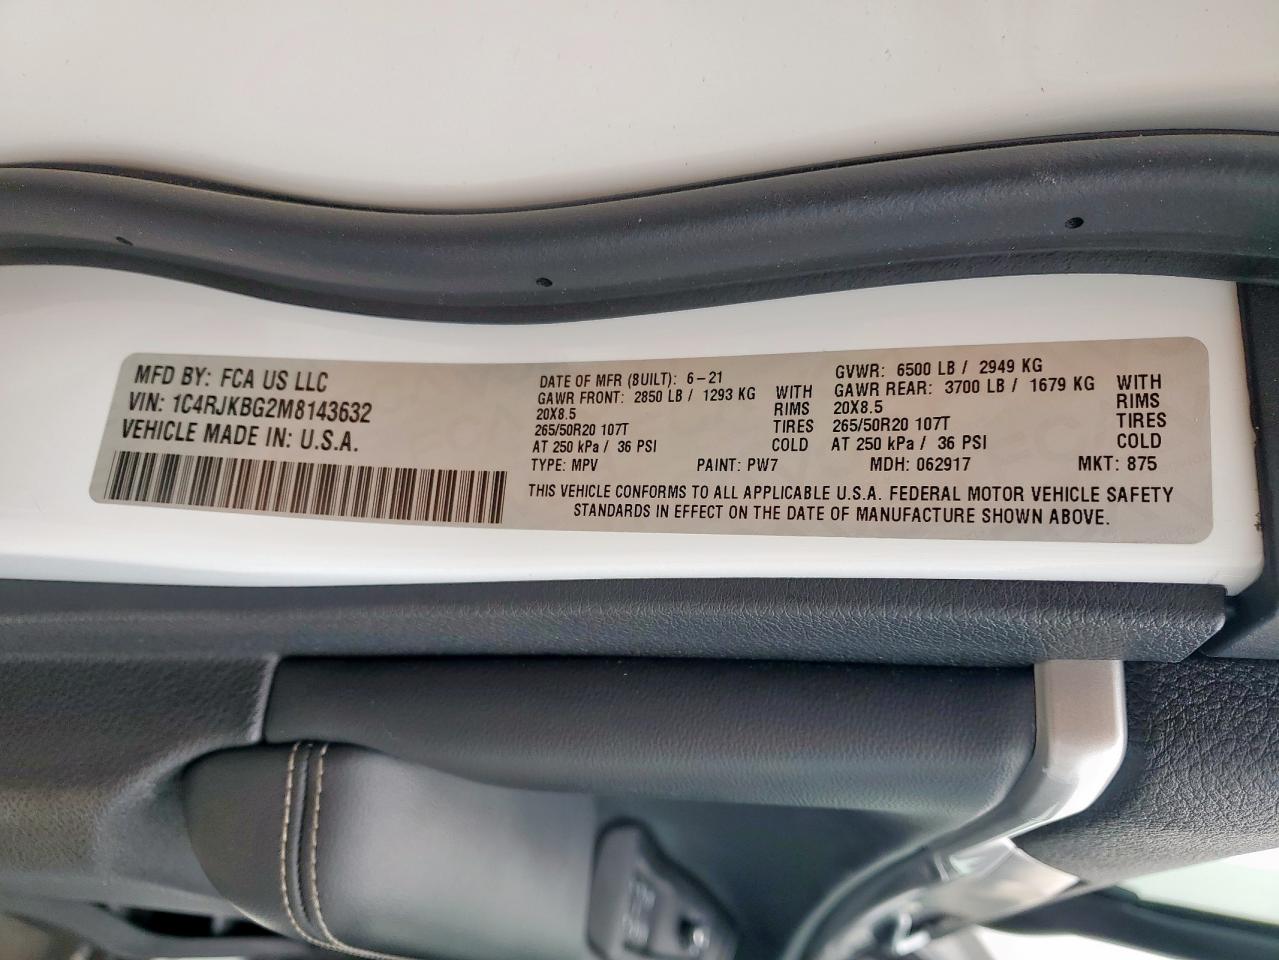 MFD BY: FCA US LLC
VIN: 1C4RJKBG2M8143632
VEHICLE MADE IN: U.S.A.
DATE OF MFR (BUILT): 6-21
GAWR FRONT: 2850 LB / 1293 KG WITH
20X8.5 RIMS
265/50R20 107T TIRES
AT 250 kPa / 36 PSI COLD
GVWR: 6500 LB / 2949 KG
GAWR REAR: 3700 LB / 1679 KG WITH
20X8.5 RIMS
265/50R20 107T TIRES
AT 250 kPa / 36 PSI COLD
TYPE: MPV PAINT: PW7 MDH: 062917 MKT: 875
THIS VEHICLE CONFORMS TO ALL APPLICABLE U.S.A. FEDERAL MOTOR VEHICLE SAFETY
STANDARDS IN EFFECT ON THE DATE OF MANUFACTURE SHOWN ABOVE.